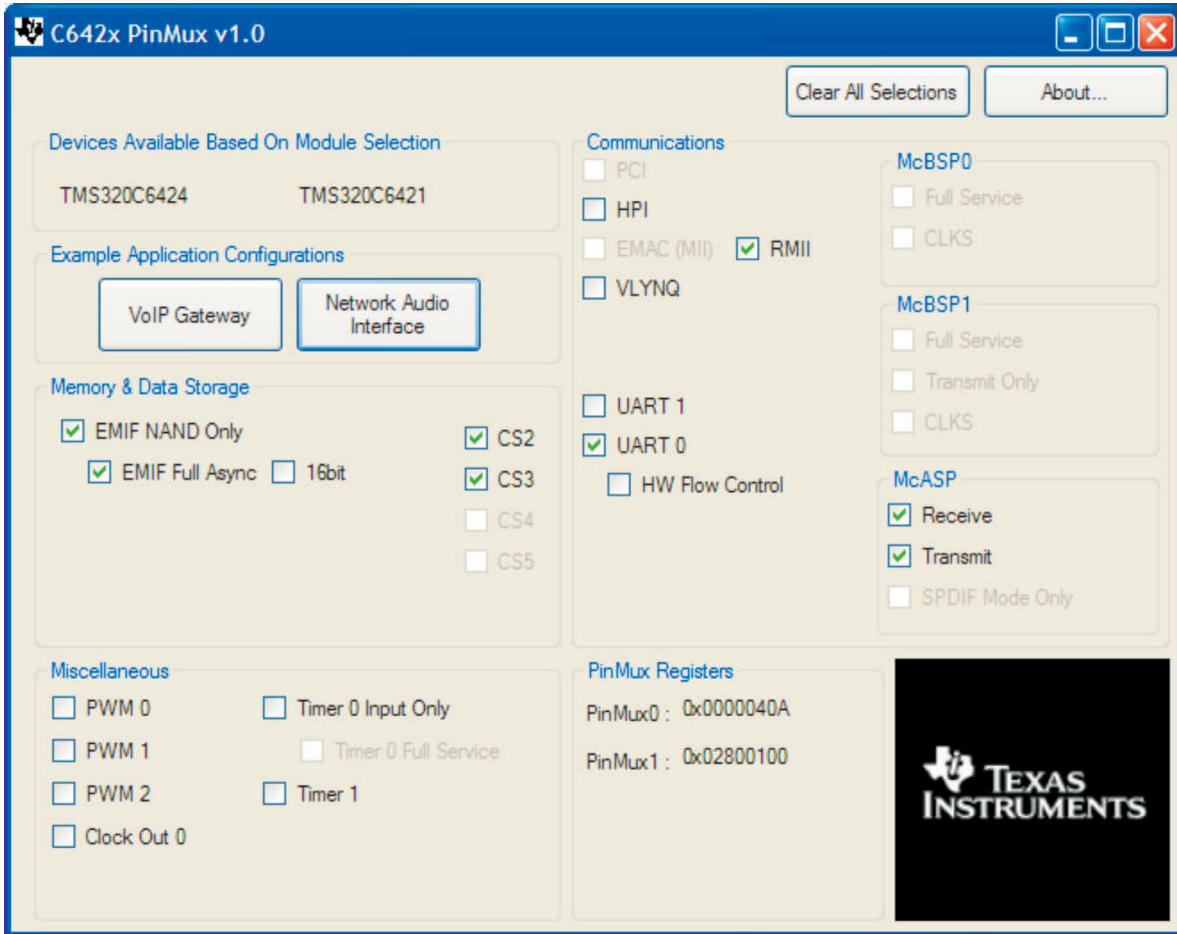 C642x PinMux v1.0
Clear All Selections
About...
Devices Available Based On Module Selection
TMS320C6424
TMS320C6421
Example Application Configurations
VoIP Gateway
Network Audio
Interface
Memory & Data Storage
EMIF NAND Only
EMIF Full Async
16bit
CS2
CS3
CS4
CS5
Communications
PCI
HPI
EMAC (MII)
RMII
VLYNQ
UART 1
UART 0
HW Flow Control
McBSP0
Full Service
CLKS
McBSP1
Full Service
Transmit Only
CLKS
McASP
Receive
Transmit
SPDIF Mode Only
Miscellaneous
PWM 0
PWM 1
PWM 2
Clock Out 0
Timer 0 Input Only
Timer 0 Full Service
Timer 1
PinMux Registers
PinMux0 : 0x0000040A
PinMux1 : 0x02800100
TEXAS
INSTRUMENTS